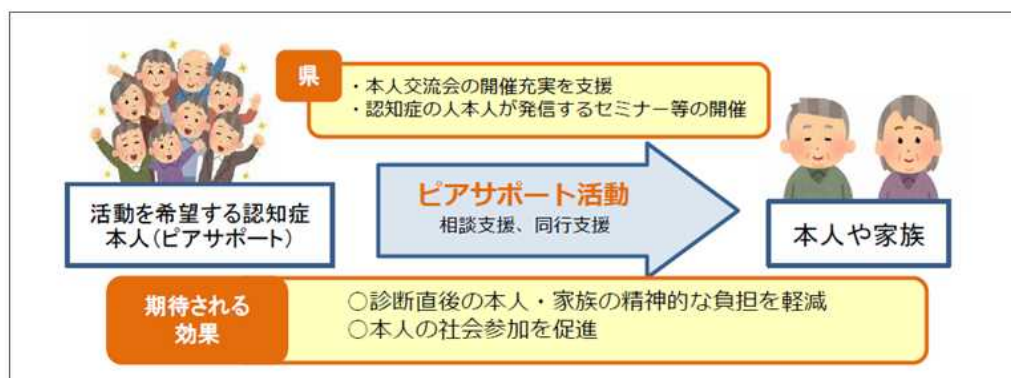 県
・本人交流会の開催充実を支援
・認知症の人本人が発信するセミナー等の開催
活動を希望する認知症
本人(ピアサポート)
ピアサポート活動
相談支援、同行支援
本人や家族
期待される
効果
○診断直後の本人・家族の精神的な負担を軽減
○本人の社会参加を促進